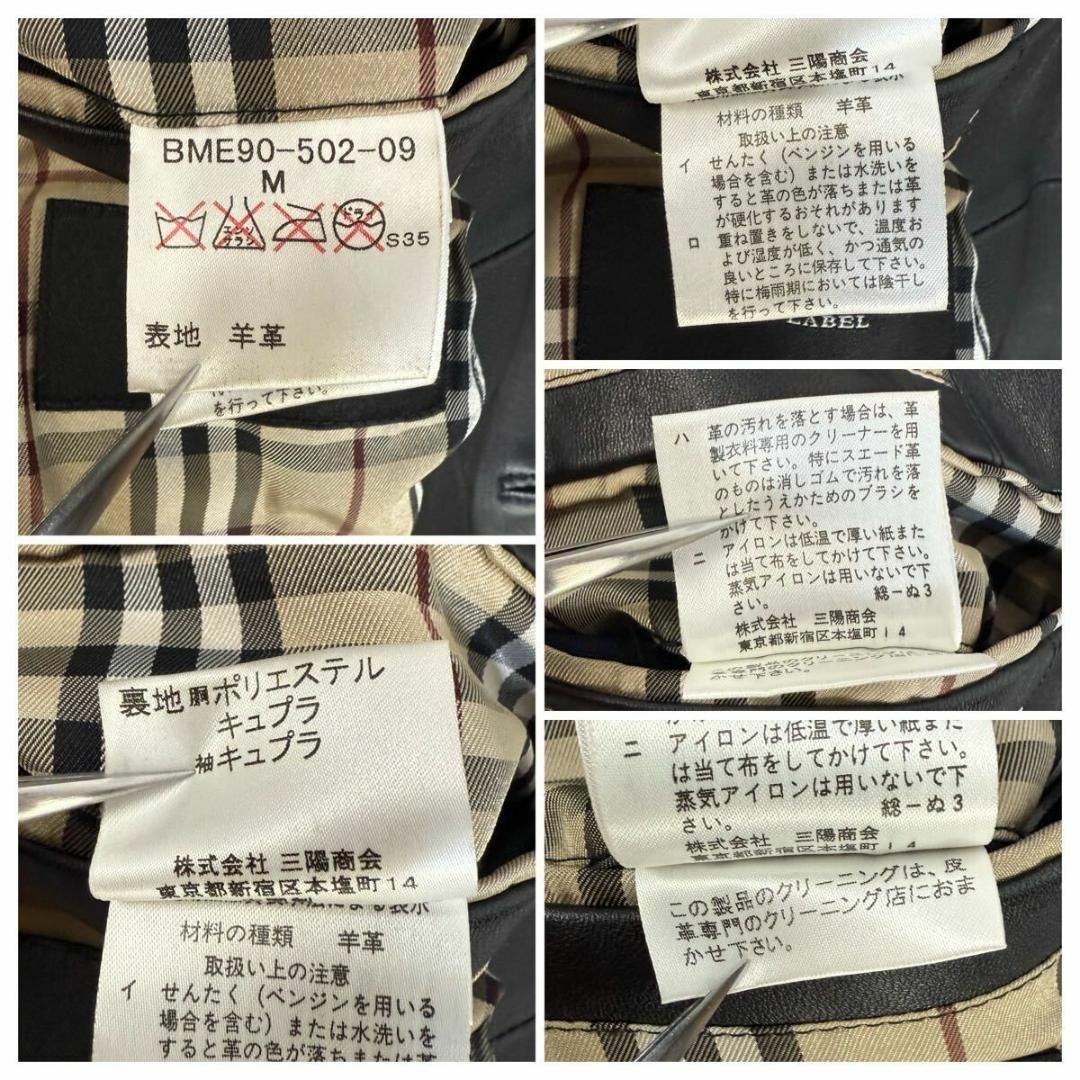 BME90-502-09
M
エンソ
サラシ
ドライ
S35
表地 羊革
を行って下さい。
株式会社 三陽商会
東京都新宿区本塩町14
材料の種類 羊革
取扱い上の注意
イ せんたく（ベンジンを用いる
場合を含む）または水洗いを
すると革の色が落ちまたは革
が硬化するおそれがあります
ロ 重ね置きをしないで、温度お
よび湿度が低く、かつ通気の
良いところに保存して下さい。
特に梅雨期においては陰干し
を行って下さい。
LABEL
ハ 革の汚れを落とす場合は、革
製衣料専用のクリーナーを用
いて下さい。特にスエード革
のものは消しゴムで汚れを落
としたうえかためのブラシを
かけて下さい。
ニ アイロンは低温で厚い紙また
は当て布をしてかけて下さい。
蒸気アイロンは用いないで下
さい。 総ーぬ3
株式会社 三陽商会
東京都新宿区本塩町14
裏地胴ポリエステル
キュプラ
袖キュプラ
株式会社 三陽商会
東京都新宿区本塩町14
材料の種類 羊革
取扱い上の注意
イ せんたく（ベンジンを用いる
場合を含む）または水洗いを
すると革の色が落ちまたは革
ニ アイロンは低温で厚い紙また
は当て布をしてかけて下さい。
蒸気アイロンは用いないで下
さい。 総ーぬ3
株式会社 三陽商会
この製品のクリーニングは、皮
革専門のクリーニング店におま
かせ下さい。